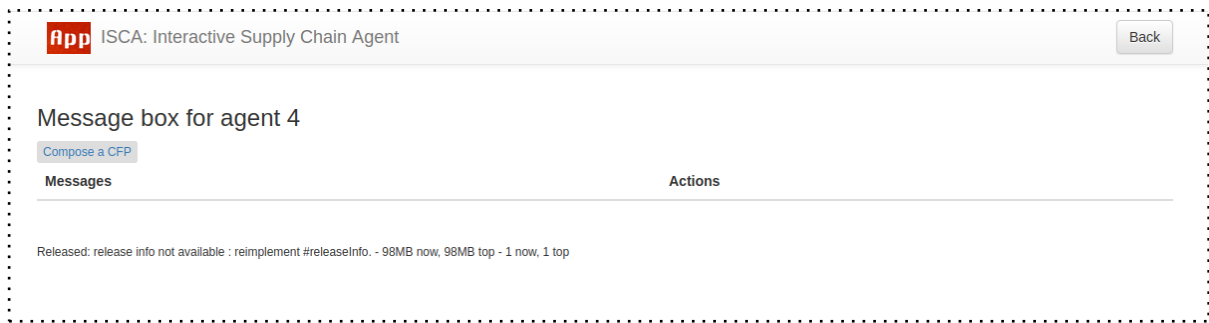 App ISCA: Interactive Supply Chain Agent Back
Message box for agent 4
Compose a CFP
Messages Actions
Released: release info not available : reimplement #releaseInfo. - 98MB now, 98MB top - 1 now, 1 top